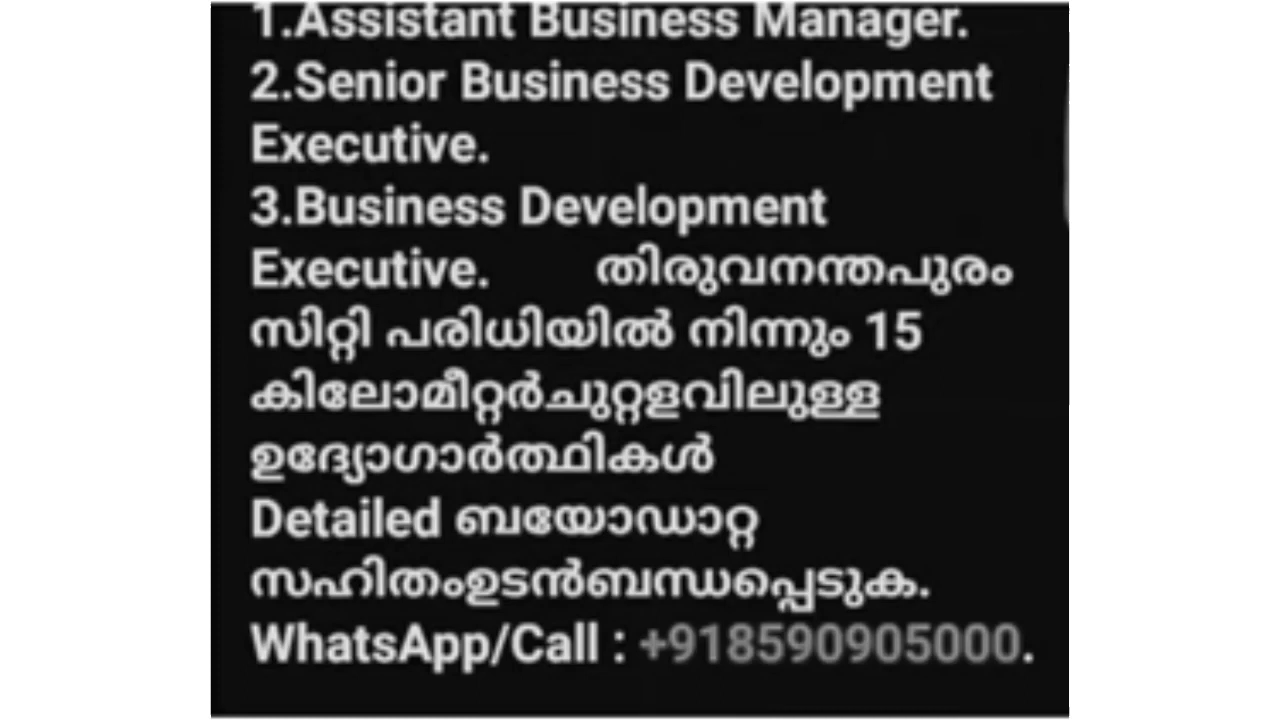 1.Assistant Business Manager.
2.Senior Business Development
Executive.
3.Business Development
Executive. തിരുവനന്തപുരം
സിറ്റി പരിധിയിൽ നിന്നും 15
കിലോമീറ്റർചുറ്റളവിലുള്ള
ഉദ്യോഗാർത്ഥികൾ
Detailed ബയോഡാറ്റ
സഹിതംഉടൻബന്ധപ്പെടുക.
WhatsApp/Call : +918590905000.